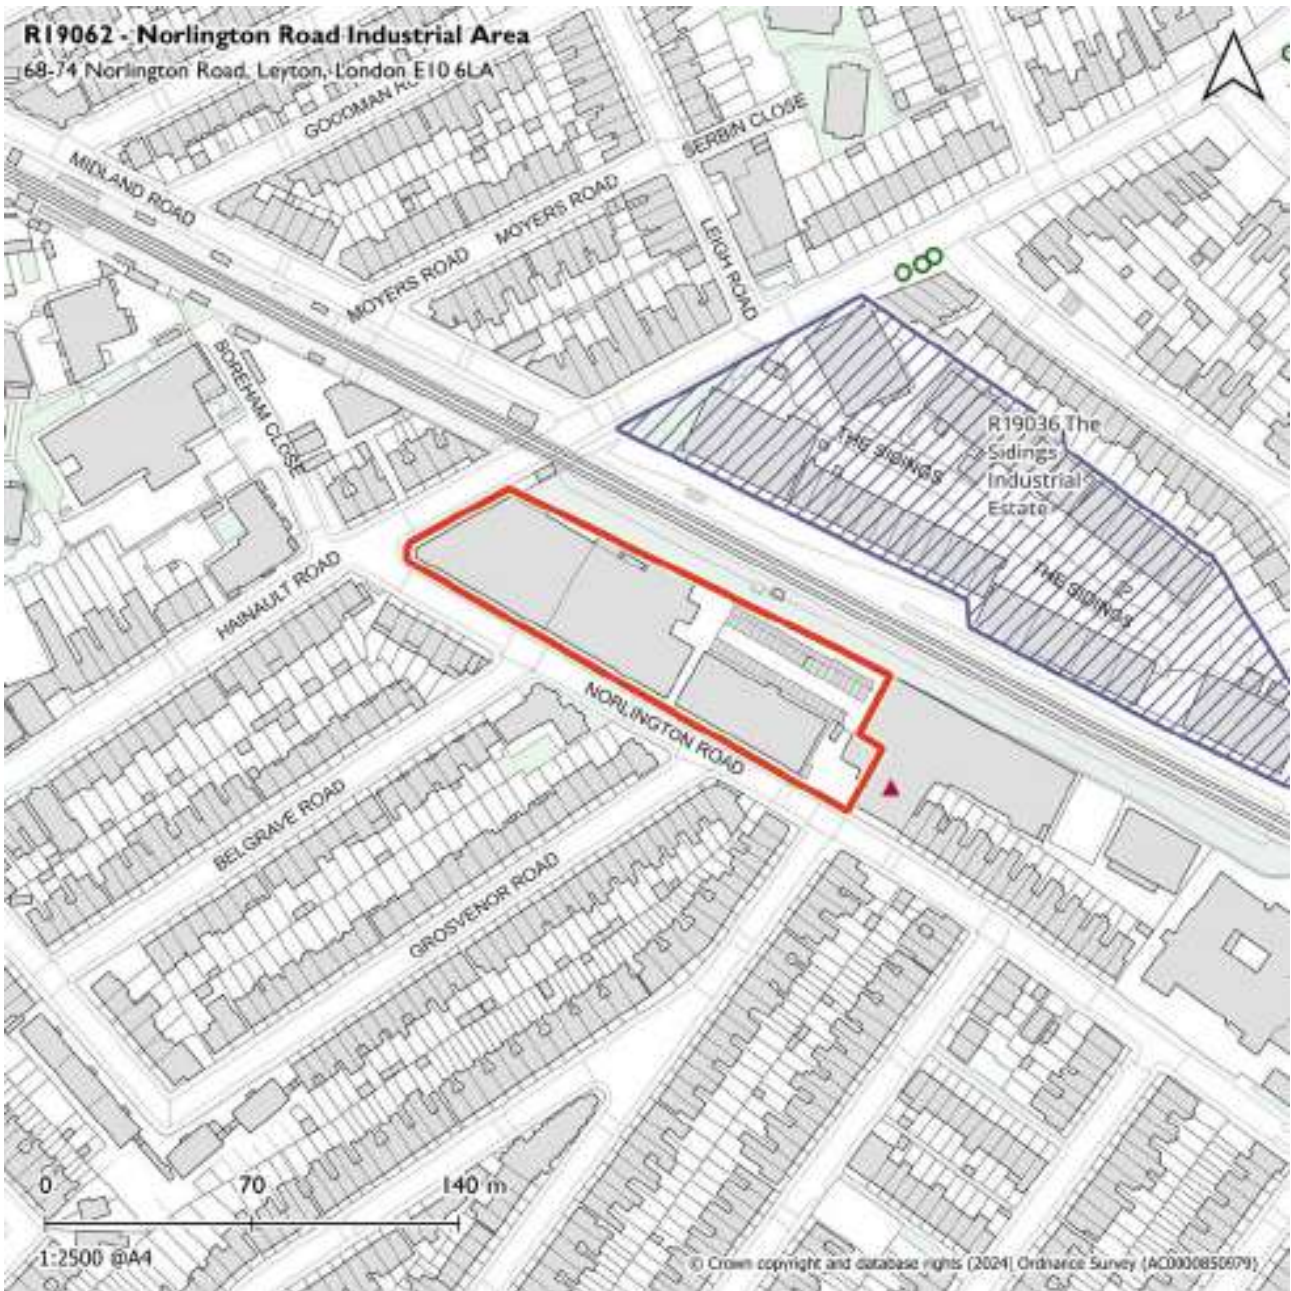 R19062 - Norlington Road Industrial Area
68-74 Norlington Road, Leyton, London E10 6LA
GOODMAN
SERBIN CLOSE
MIDLAND ROAD
MOYERS ROAD
LEIGH ROAD
MOYERS ROAD
BOREHAM CLOSE
R19036 The
Sidings
Industrial
Estate
THE SIDINGS
THE SIDINGS
HAINAULT ROAD
NORLINGTON ROAD
BELGRAVE ROAD
GROSVENOR ROAD
0 70 140 m
1:2500 @A4
© Crown copyright and database rights (2024) Ordnance Survey (AC0000850979)